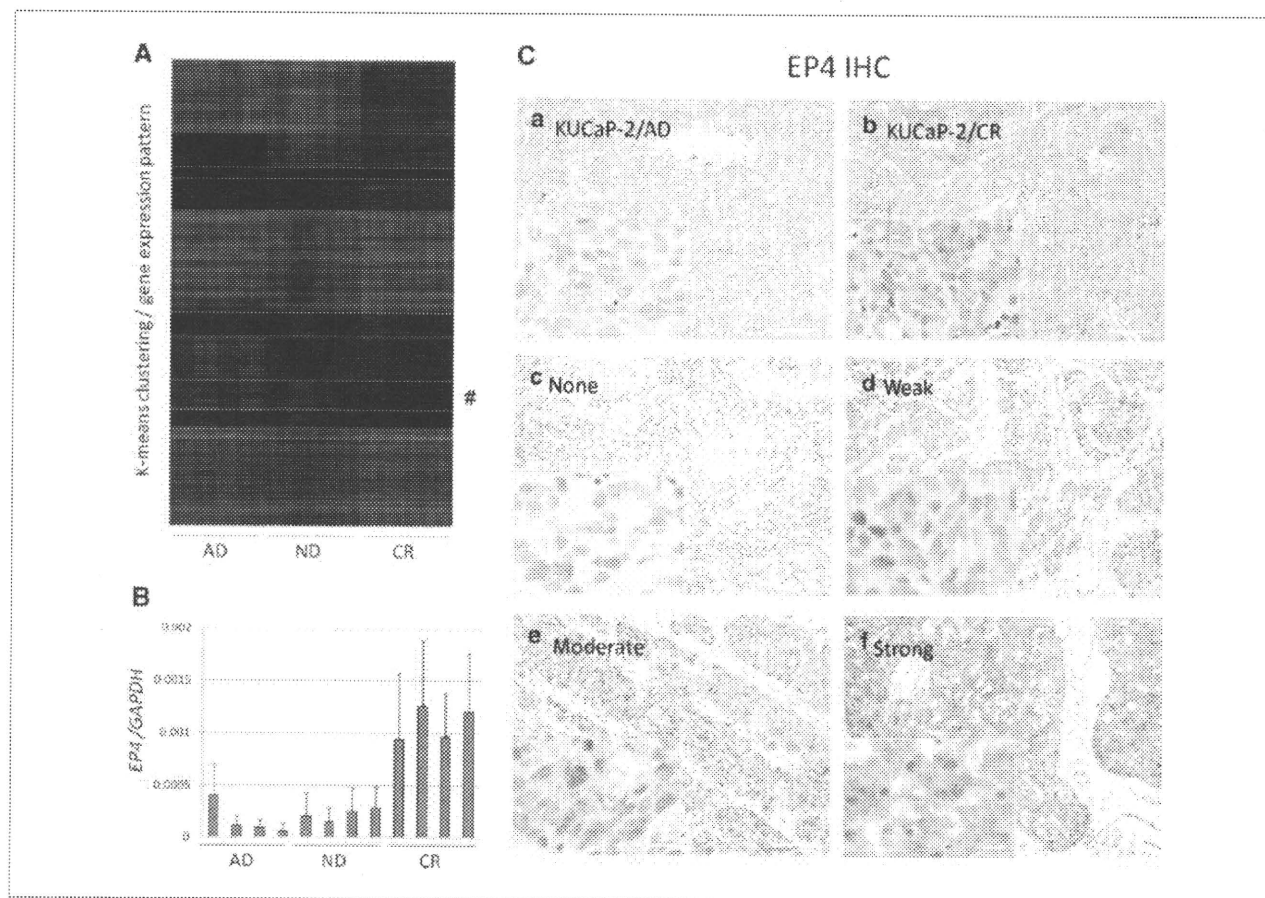 A
K-means clustering / gene expression pattern
#
AD ND CR
B
EP4/GAPDH
0.002
0.0015
0.001
0.0005
0
AD ND CR
C
EP4 IHC
a KUCaP-2/AD
b KUCaP-2/CR
c None
d Weak
e Moderate
f Strong